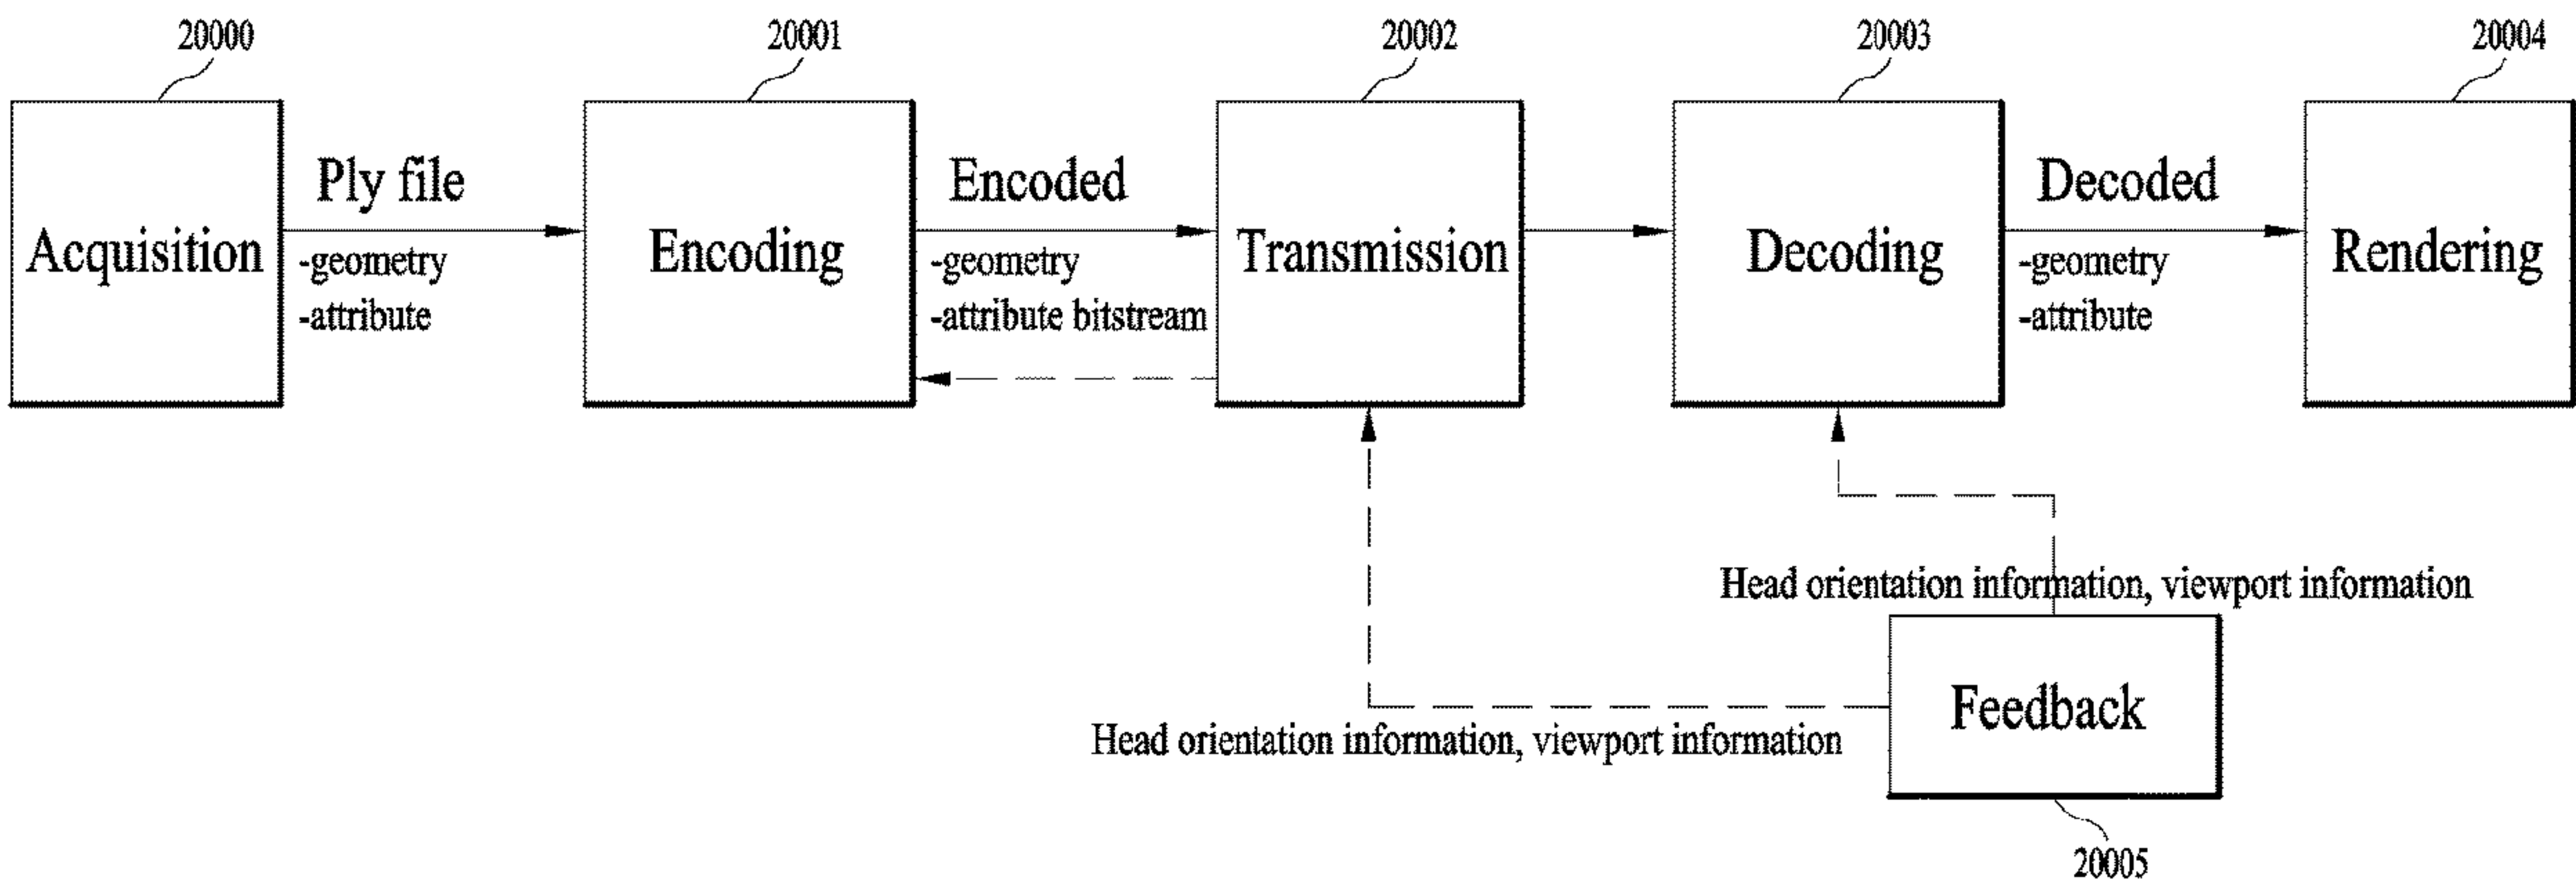 20000
20001
20002
20003
20004
Acquisition
Ply file
-geometry
-attribute
Encoding
Encoded
-geometry
-attribute bitstream
Transmission
Decoding
Decoded
-geometry
-attribute
Rendering
Head orientation information, viewport information
Head orientation information, viewport information
Feedback
20005